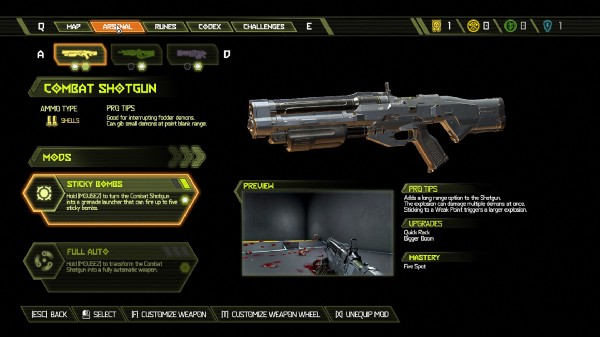 Q MAP ARSENAL RUNES CODEX CHALLENGES E 1 0 0 1
A D
COMBAT SHOTGUN
AMMO TYPE
SHELLS
PRO TIPS
Good for interrupting fodder demons.
Can gib small demons at point blank range.
MODS
STICKY BOMBS
Hold [MOUSE2] to turn the Combat Shotgun
into a grenade launcher that can fire up to five
sticky bombs.
FULL AUTO
Hold [MOUSE2] to transform the Combat
Shotgun into a fully automatic weapon.
PREVIEW
PRO TIPS
Adds a long range option to the Shotgun.
The explosion can damage multiple demons at once.
Sticking to a Weak Point triggers a larger explosion.
UPGRADES
Quick Rack
Bigger Boom
MASTERY
Five Spot
[ESC] BACK SELECT [F] CUSTOMIZE WEAPON [T] CUSTOMIZE WEAPON WHEEL [X] UNEQUIP MOD